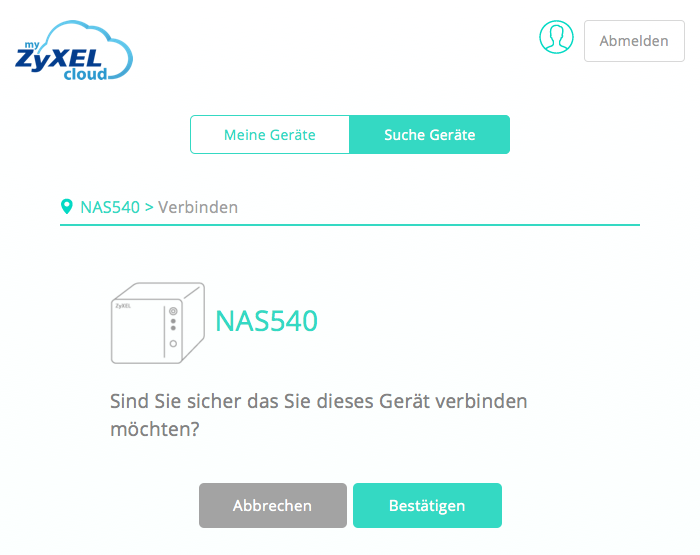 my
ZyXEL
cloud
Abmelden
Meine Geräte
Suche Geräte
NAS540 > Verbinden
ZyXEL
NAS540
Sind Sie sicher das Sie dieses Gerät verbinden
möchten?
Abbrechen
Bestätigen